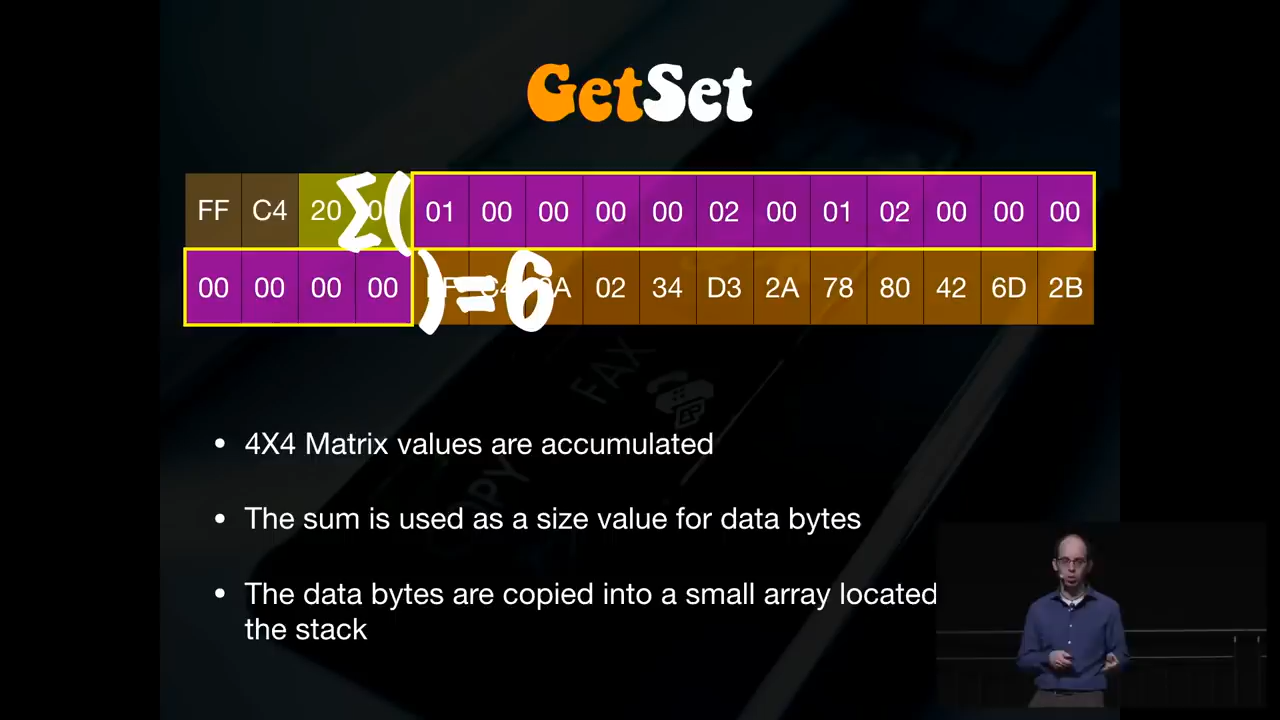 GetSet
FF C4 20 Σ( 01 00 00 00 00 02 00 01 02 00 00 00
00 00 00 00 )=6 02 34 D3 2A 78 80 42 6D 2B
FAX
COPY
• 4X4 Matrix values are accumulated
• The sum is used as a size value for data bytes
• The data bytes are copied into a small array located
the stack